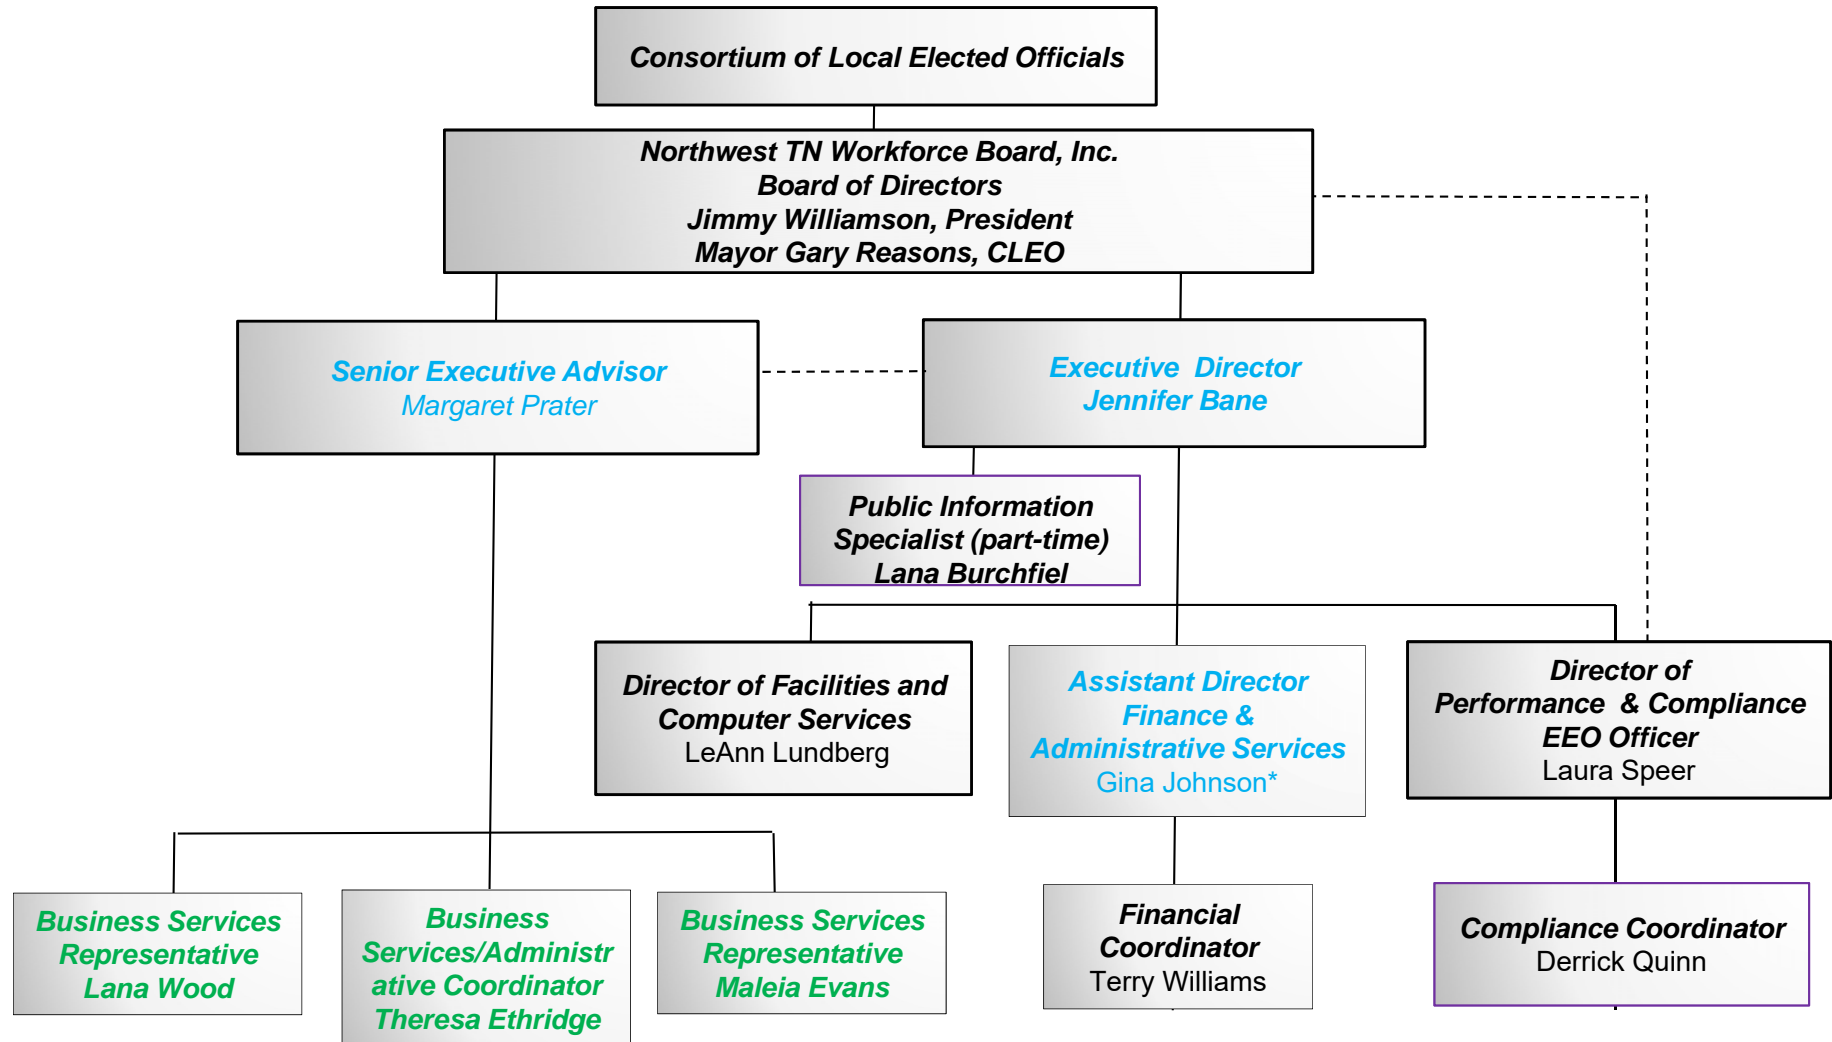 Consortium of Local Elected Officials
Northwest TN Workforce Board, Inc.
Board of Directors
Jimmy Williamson, President
Mayor Gary Reasons, CLEO
Senior Executive Advisor
Margaret Prater
Executive Director
Jennifer Bane
Public Information
Specialist (part-time)
Lana Burchfiel
Director of Facilities and
Computer Services
LeAnn Lundberg
Assistant Director
Finance &
Administrative Services
Gina Johnson*
Director of
Performance & Compliance
EEO Officer
Laura Speer
Business Services
Representative
Lana Wood
Business
Services/Administr
ative Coordinator
Theresa Ethridge
Business Services
Representative
Maleia Evans
Financial
Coordinator
Terry Williams
Compliance Coordinator
Derrick Quinn